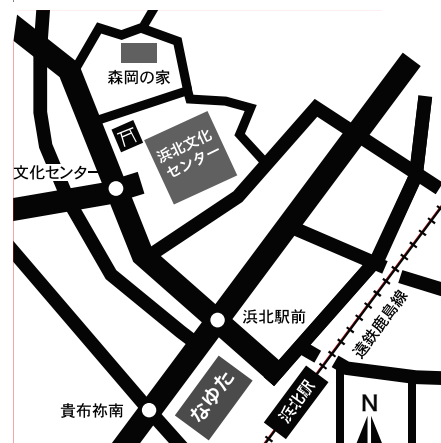 森岡の家
浜北文化
センター
文化センター
浜北駅前
遠鉄鹿島線
なゆた
浜北駅
貴布祢南
N